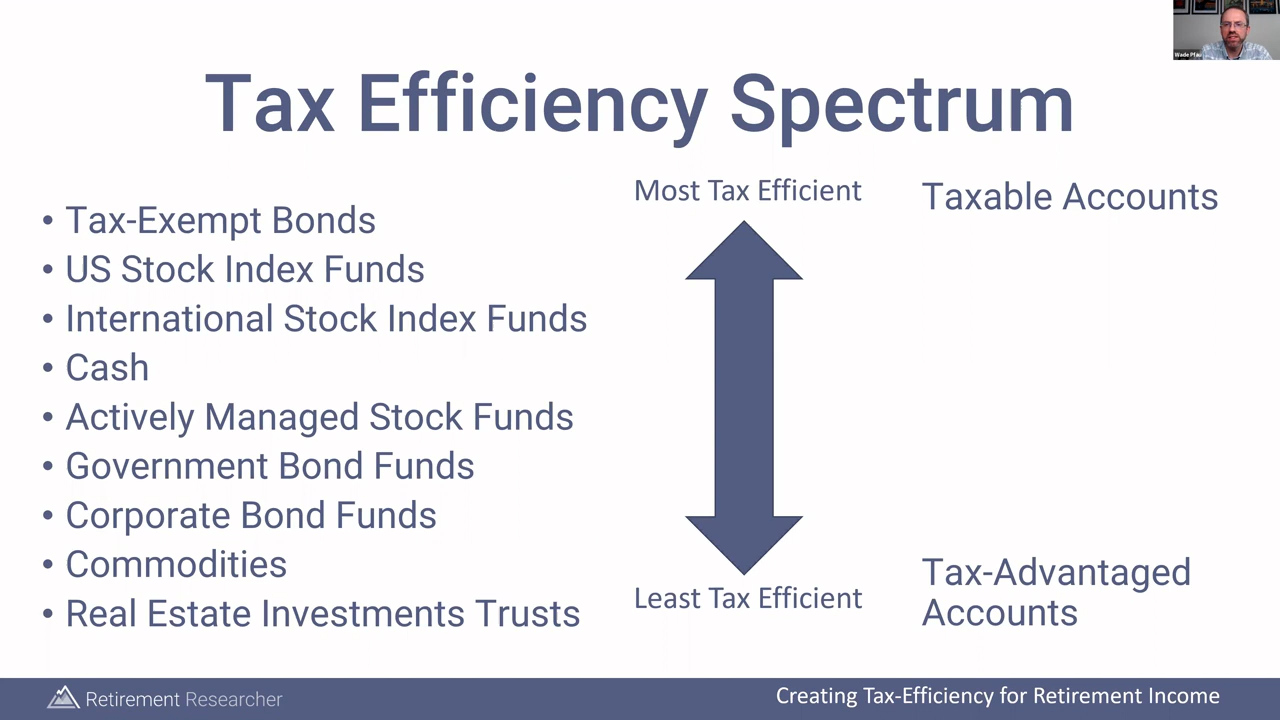 Wade Pfau
Tax Efficiency Spectrum
• Tax-Exempt Bonds
• US Stock Index Funds
• International Stock Index Funds
• Cash
• Actively Managed Stock Funds
• Government Bond Funds
• Corporate Bond Funds
• Commodities
• Real Estate Investments Trusts
Most Tax Efficient
Least Tax Efficient
Taxable Accounts
Tax-Advantaged
Accounts
Retirement Researcher
Creating Tax-Efficiency for Retirement Income